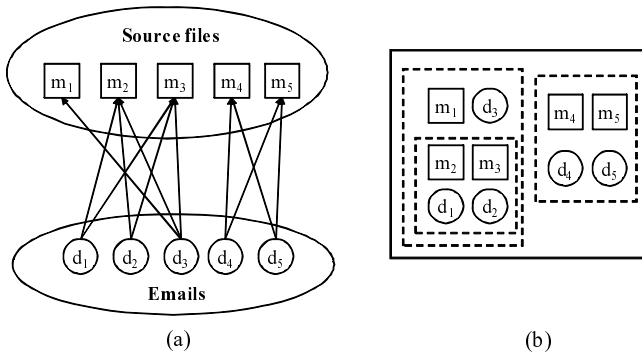 Source files
m1 m2 m3 m4 m5
d1 d2 d3 d4 d5
Emails
(a)
m1 d3
m2 m3
d1 d2
m4 m5
d4 d5
(b)